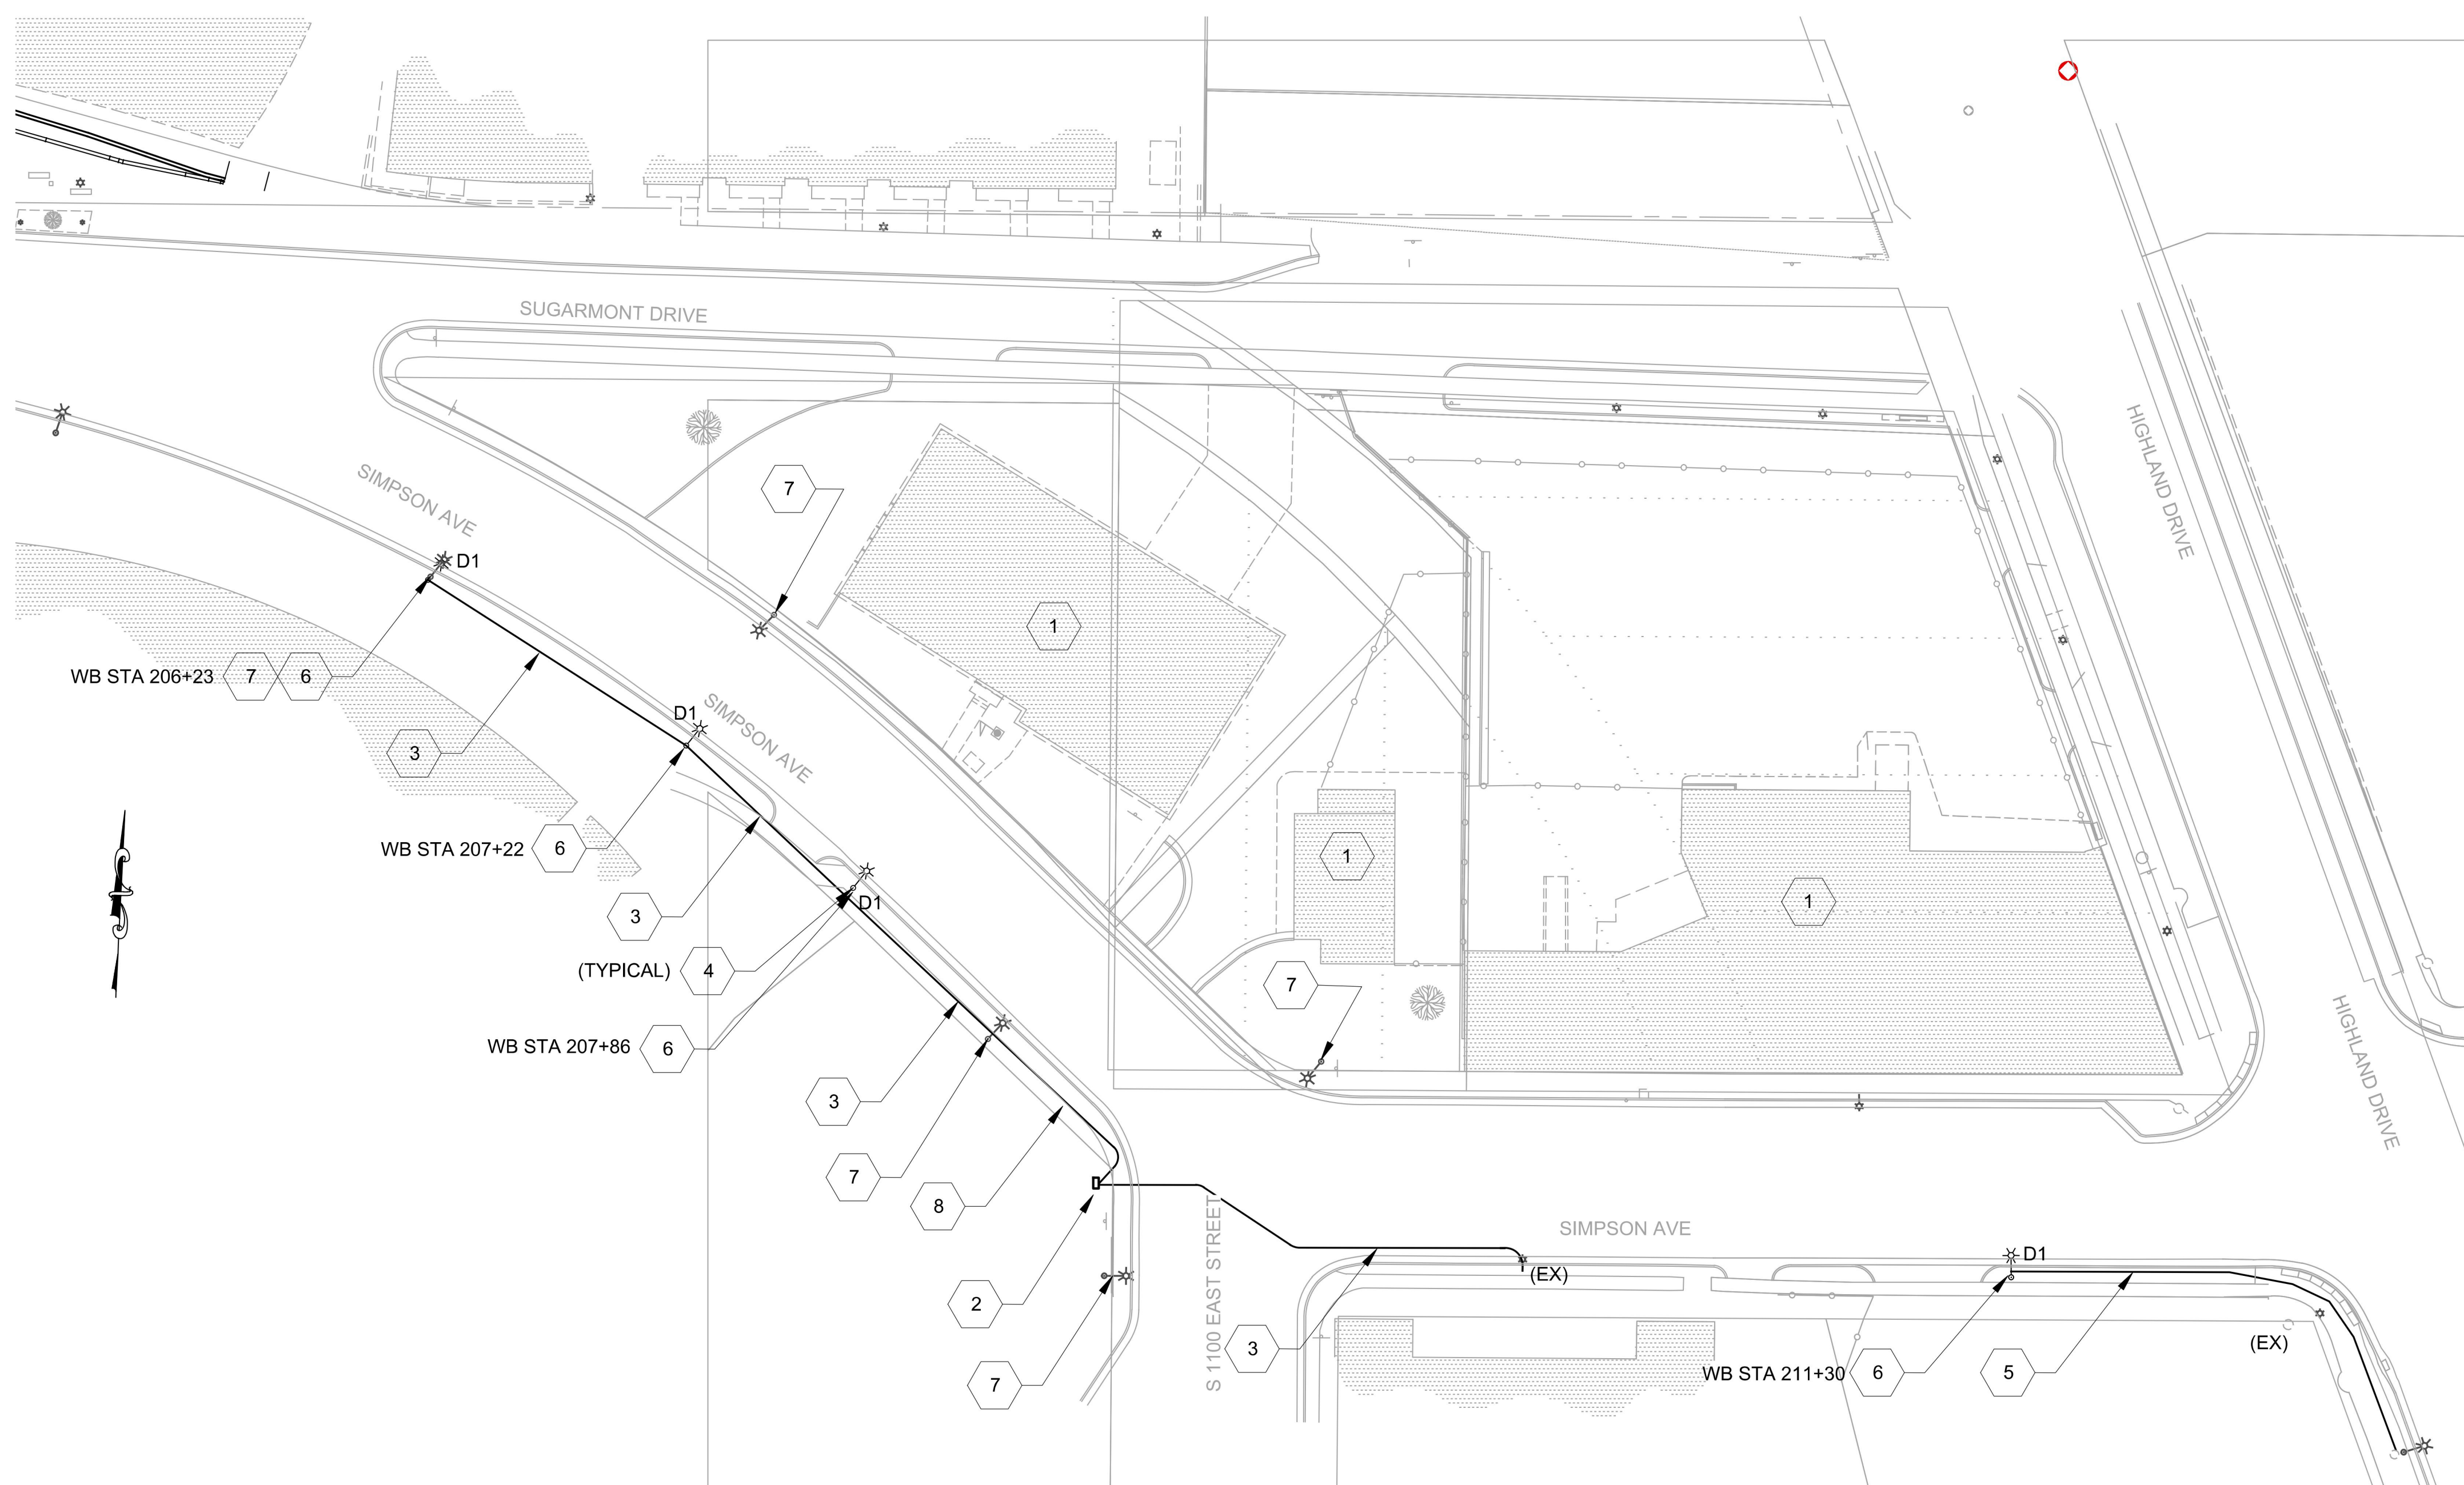 SUGARMONT DRIVE
HIGHLAND DRIVE
SIMPSON AVE
7
D1
1
WB STA 206+23 7 6
D1
SIMPSON AVE
3
WB STA 207+22 6
1
1
D1
3
(TYPICAL) 4
7
WB STA 207+86 6
HIGHLAND DRIVE
3
7
8
S 1100 EAST STREET
SIMPSON AVE
D1
(EX)
2
3
(EX)
WB STA 211+30 6
5
7